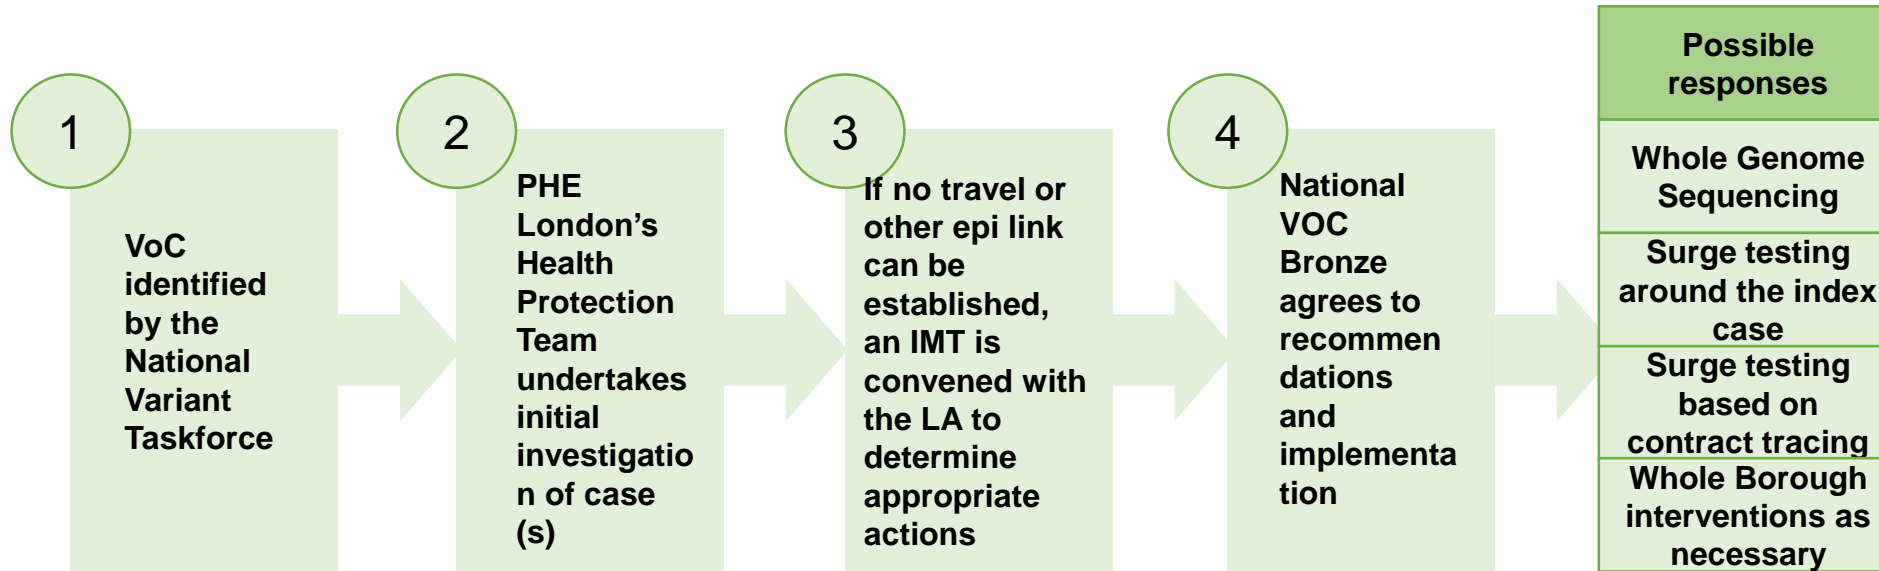 1
VoC
identified
by the
National
Variant
Taskforce
2
PHE
London’s
Health
Protection
Team
undertakes
initial
investigatio
n of case
(s)
3
If no travel or
other epi link
can be
established,
an IMT is
convened with
the LA to
determine
appropriate
actions
4
National
VOC
Bronze
agrees to
recommen
dations
and
implementa
tion
Possible
responses
Whole Genome
Sequencing
Surge testing
around the index
case
Surge testing
based on
contract tracing
Whole Borough
interventions as
necessary